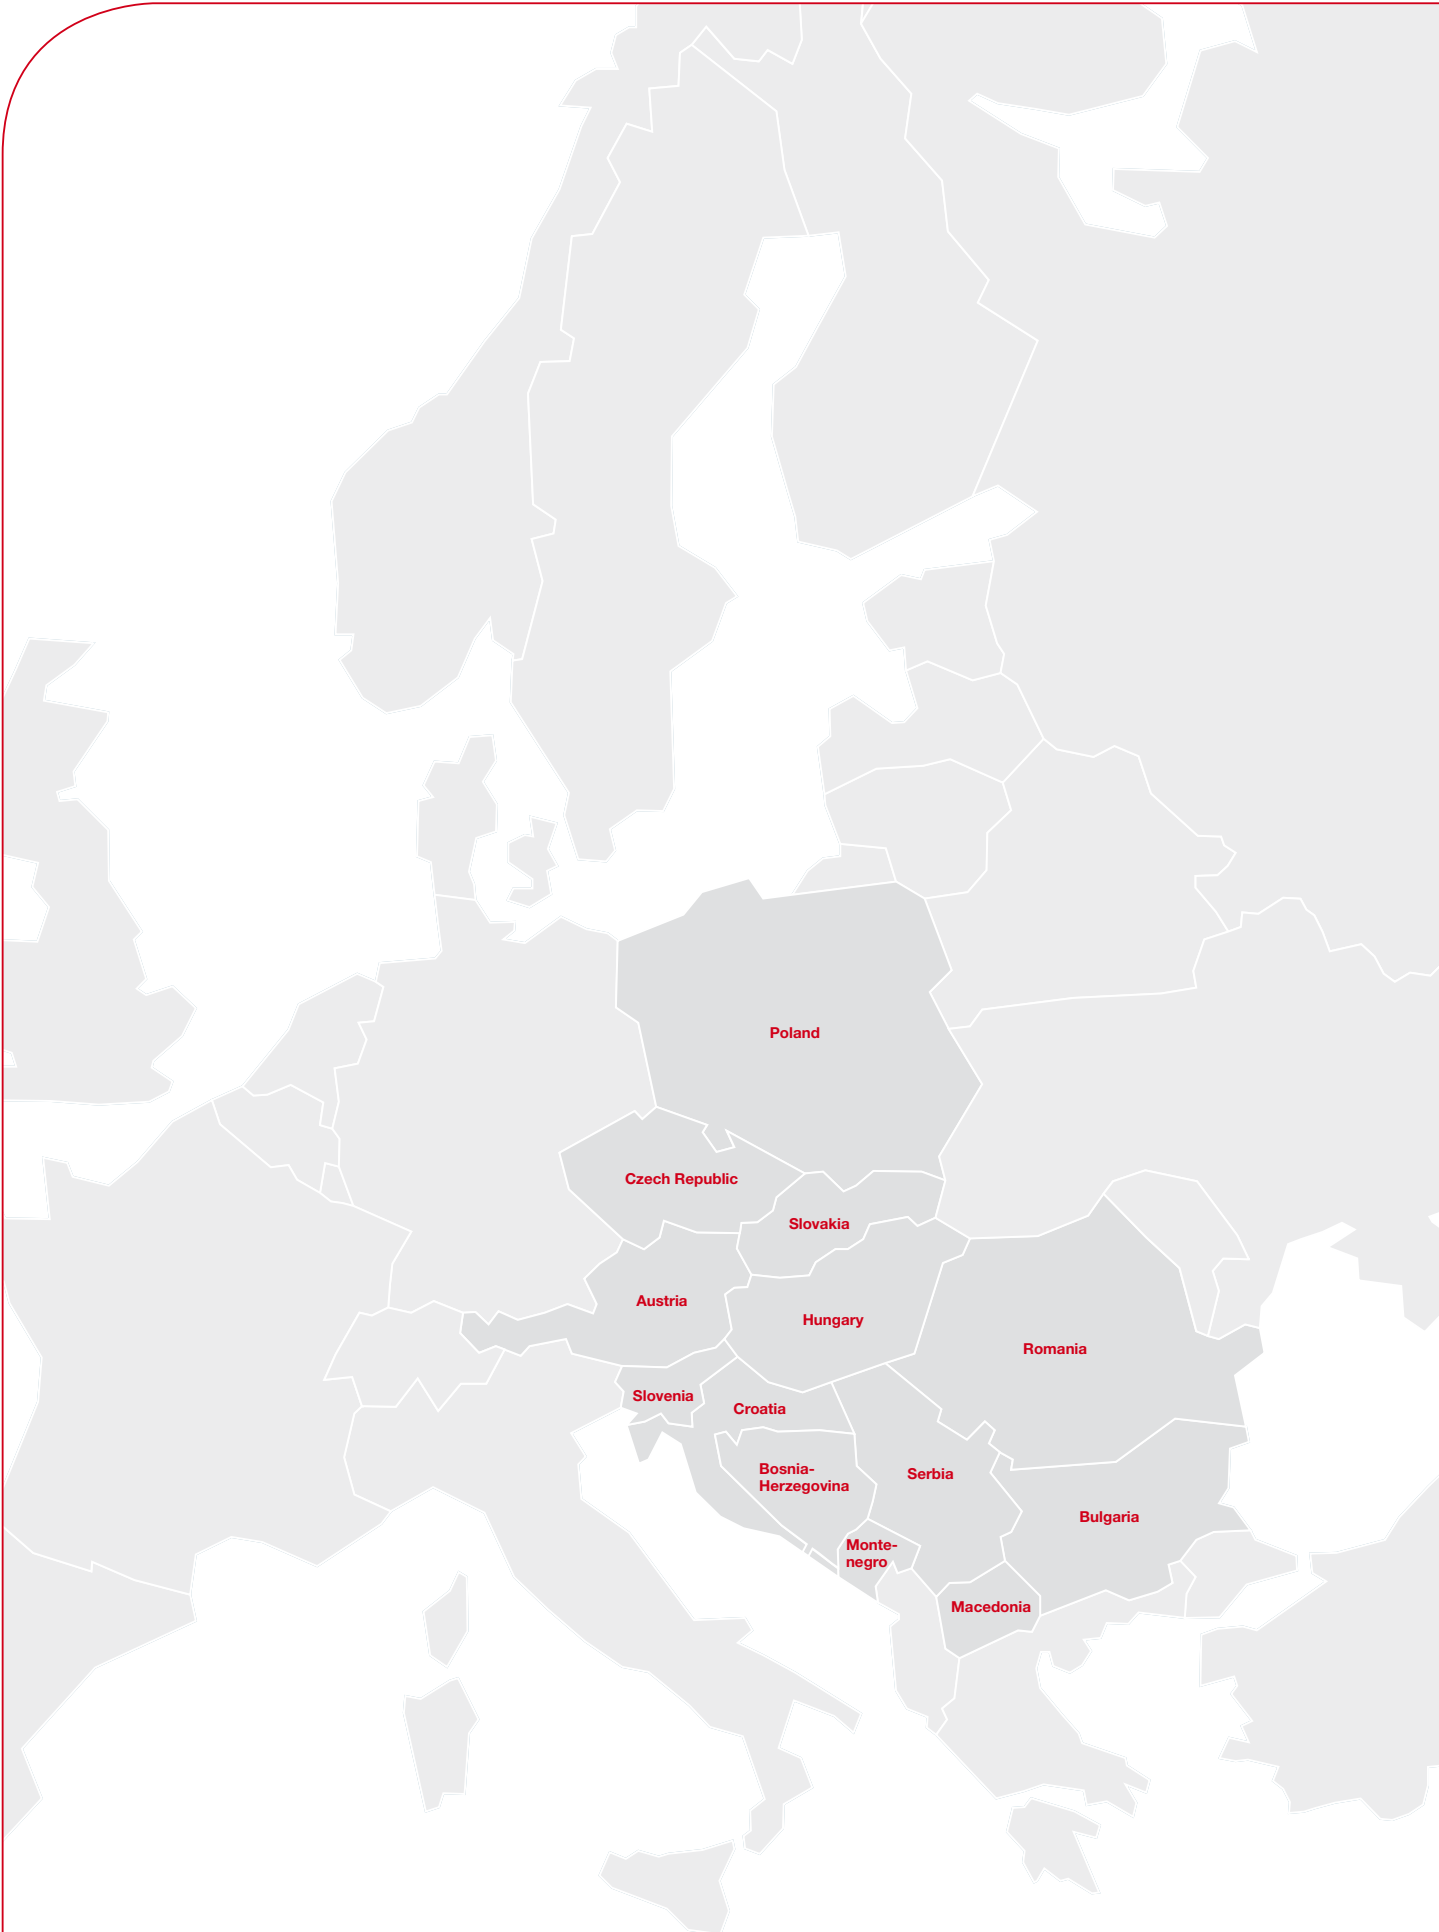 Poland
Czech Republic
Slovakia
Austria
Hungary
Romania
Slovenia
Croatia
Bosnia-
Herzegovina
Serbia
Bulgaria
Monte-
negro
Macedonia